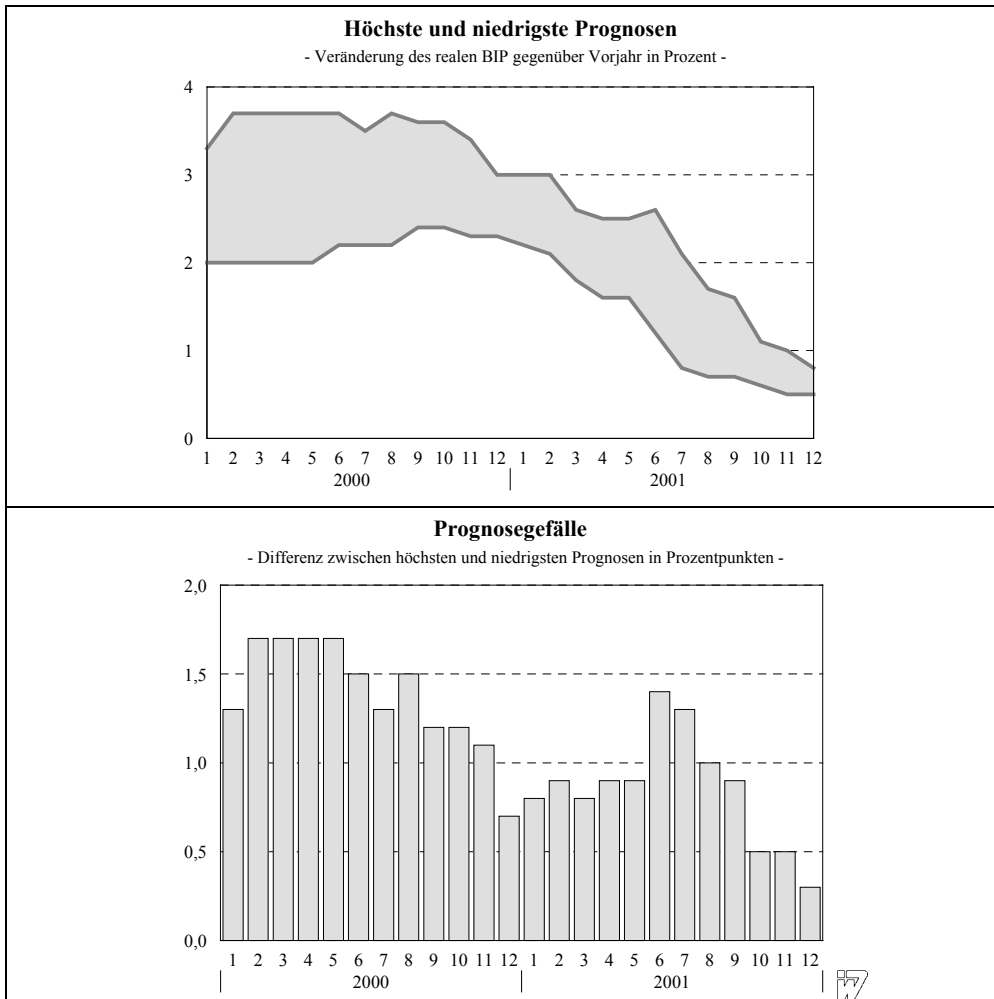 Höchste und niedrigste Prognosen
- Veränderung des realen BIP gegenüber Vorjahr in Prozent -
4
3
2
1
0
1 2 3 4 5 6 7 8 9 10 11 12 1 2 3 4 5 6 7 8 9 10 11 12
2000 2001
Prognosegefälle
- Differenz zwischen höchsten und niedrigsten Prognosen in Prozentpunkten -
2,0
1,5
1,0
0,5
0,0
1 2 3 4 5 6 7 8 9 10 11 12 1 2 3 4 5 6 7 8 9 10 11 12
2000 2001